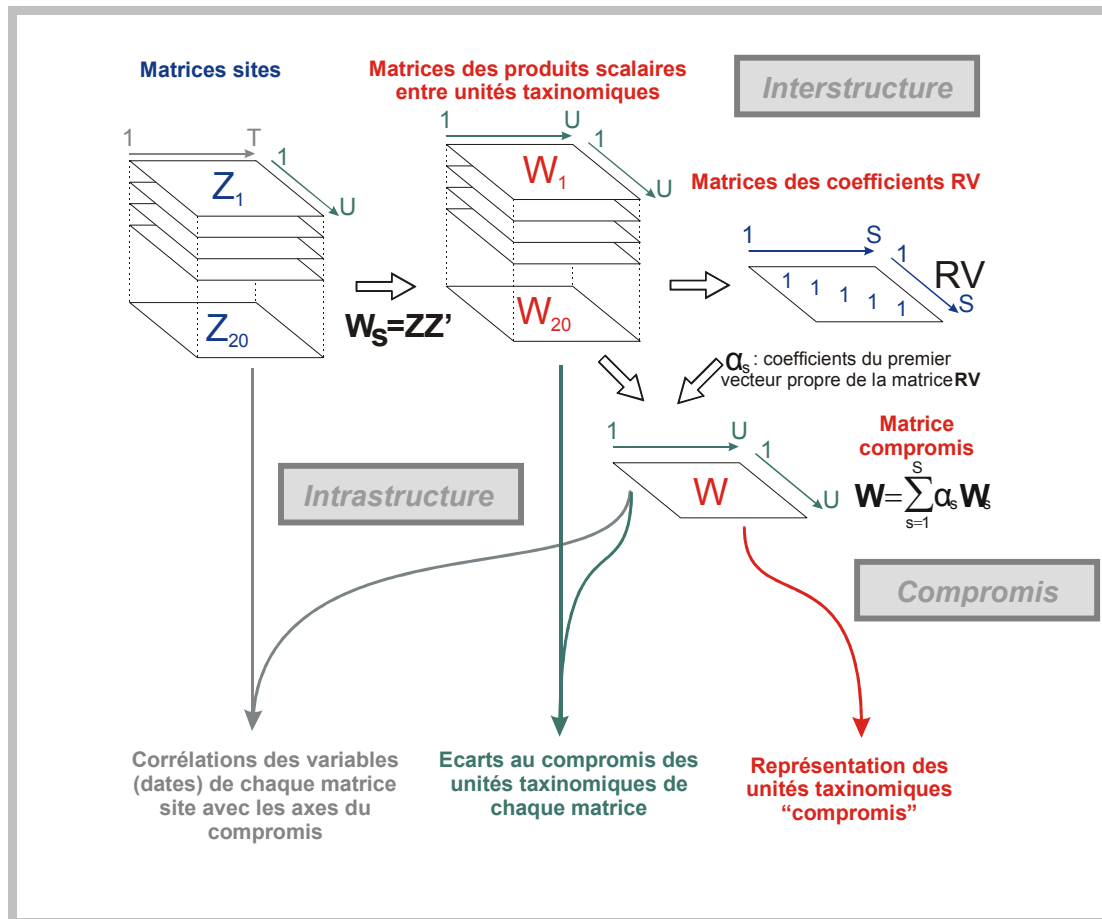 Matrices sites
Matrices des produits scalaires
entre unités taxinomiques
Interstructure
1 T
1
U
Z1
Z20
Ws=ZZ’
1 U
1
U
W1
W20
Matrices des coefficients RV
1 S
1
S
RV
1 1 1 1 1
αs : coefficients du premier
vecteur propre de la matrice RV
1 U
1
U
W
Matrice
compromis
W=∑αsWs
S
s=1
Intrastructure
Compromis
Corrélations des variables
(dates) de chaque matrice
site avec les axes du
compromis
Ecarts au compromis des
unités taxinomiques de
chaque matrice
Représentation des
unités taxinomiques
“compromis”